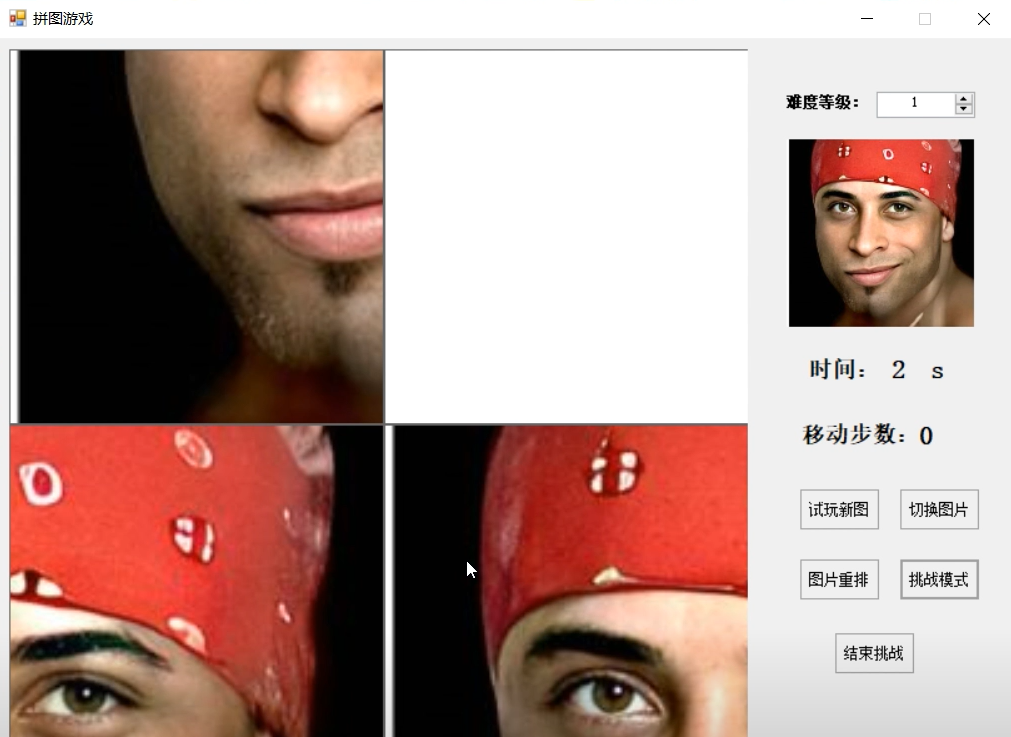 拼图游戏
难度等级： 1
时间： 2 s
移动步数：0
试玩新图 切换图片
图片重排 挑战模式
结束挑战